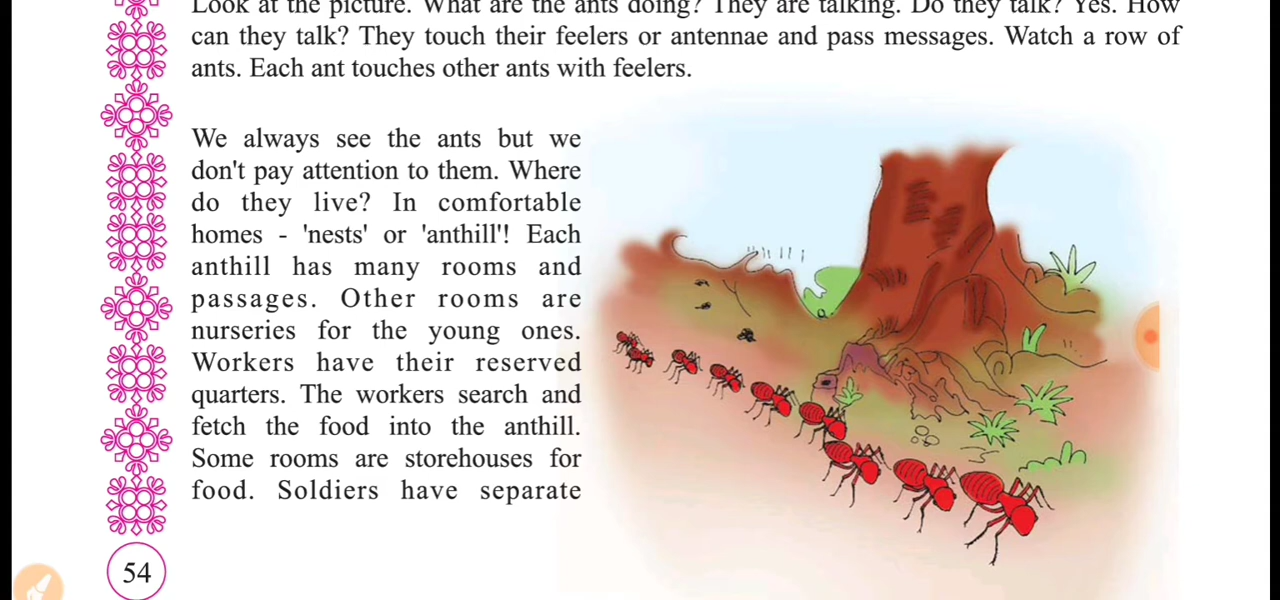 Look at the picture. What are the ants doing? They are talking. Do they talk? Yes. How
can they talk? They touch their feelers or antennae and pass messages. Watch a row of
ants. Each ant touches other ants with feelers.
We always see the ants but we
don't pay attention to them. Where
do they live? In comfortable
homes - 'nests' or 'anthill'! Each
anthill has many rooms and
passages. Other rooms are
nurseries for the young ones.
Workers have their reserved
quarters. The workers search and
fetch the food into the anthill.
Some rooms are storehouses for
food. Soldiers have separate
54